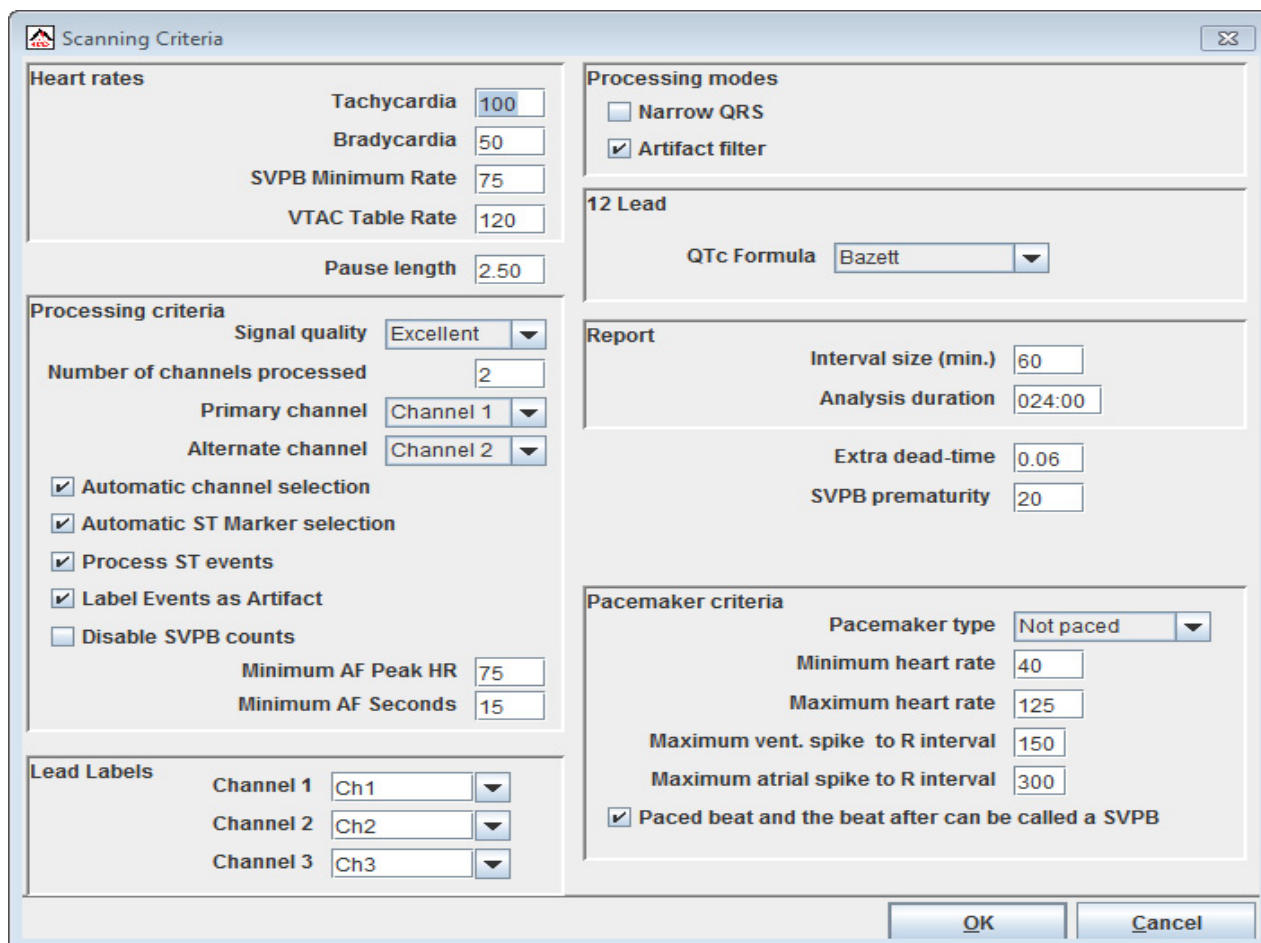 Scanning Criteria
Heart rates
Tachycardia 100
Bradycardia 50
SVPB Minimum Rate 75
VTAC Table Rate 120
Pause length 2.50
Processing criteria
Signal quality Excellent
Number of channels processed 2
Primary channel Channel 1
Alternate channel Channel 2
Automatic channel selection
Automatic ST Marker selection
Process ST events
Label Events as Artifact
Disable SVPB counts
Minimum AF Peak HR 75
Minimum AF Seconds 15
Lead Labels
Channel 1 Ch1
Channel 2 Ch2
Channel 3 Ch3
Processing modes
Narrow QRS
Artifact filter
12 Lead
QTc Formula Bazett
Report
Interval size (min.) 60
Analysis duration 024:00
Extra dead-time 0.06
SVPB prematurity 20
Pacemaker criteria
Pacemaker type Not paced
Minimum heart rate 40
Maximum heart rate 125
Maximum vent. spike to R interval 150
Maximum atrial spike to R interval 300
Paced beat and the beat after can be called a SVPB
OK Cancel